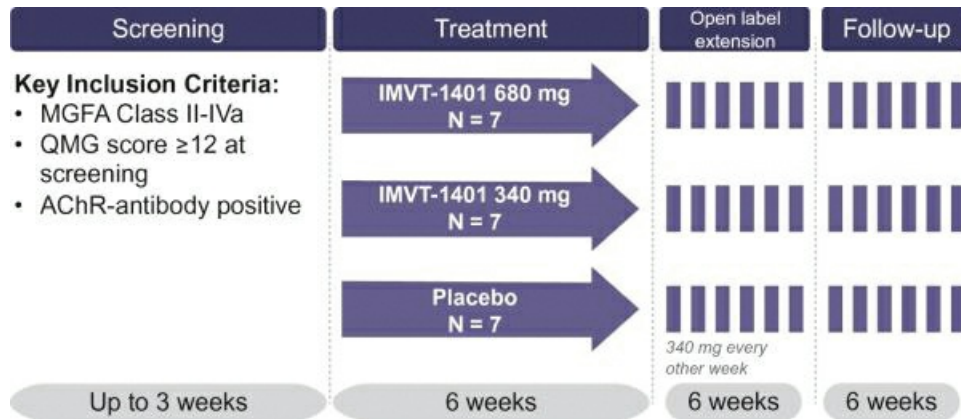 Screening
Treatment
Open label
extension
Follow-up
Key Inclusion Criteria:
• MGFA Class II-IVa
• QMG score ≥12 at
screening
• AChR-antibody positive
IMVT-1401 680 mg
N = 7
IMVT-1401 340 mg
N = 7
Placebo
N = 7
340 mg every
other week
Up to 3 weeks
6 weeks
6 weeks
6 weeks